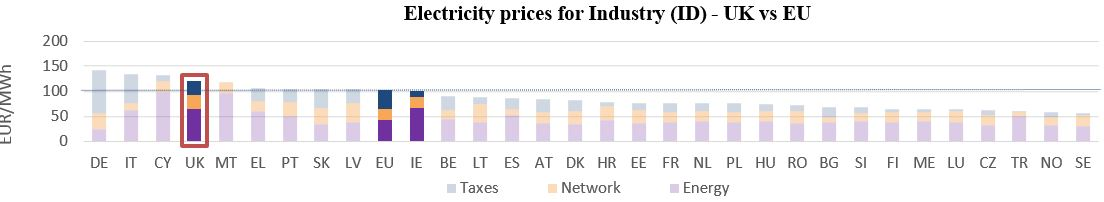 Electricity prices for Industry (ID) - UK vs EU
EUR/MWh
200
150
100
50
0
DE IT CY UK MT EL PT SK LV EU IE BE LT ES AT DK HR EE FR NL PL HU RO BG SI FI ME LU CZ TR NO SE
Taxes Network Energy